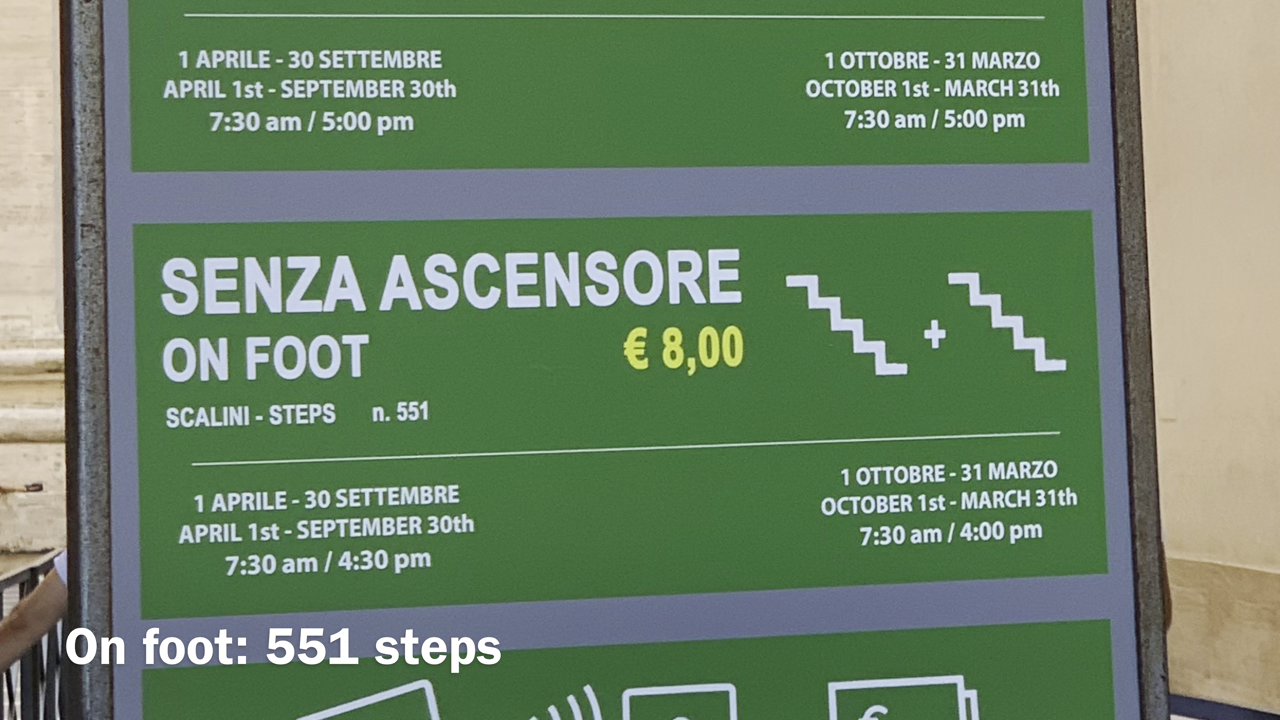 1 APRILE - 30 SETTEMBRE
APRIL 1st - SEPTEMBER 30th
7:30 am / 5:00 pm
1 OTTOBRE - 31 MARZO
OCTOBER 1st - MARCH 31th
7:30 am / 5:00 pm
SENZA ASCENSORE
ON FOOT
€ 8,00
+
SCALINI - STEPS n. 551
1 APRILE - 30 SETTEMBRE
APRIL 1st - SEPTEMBER 30th
7:30 am / 4:30 pm
1 OTTOBRE - 31 MARZO
OCTOBER 1st - MARCH 31th
7:30 am / 4:00 pm
On foot: 551 steps
€